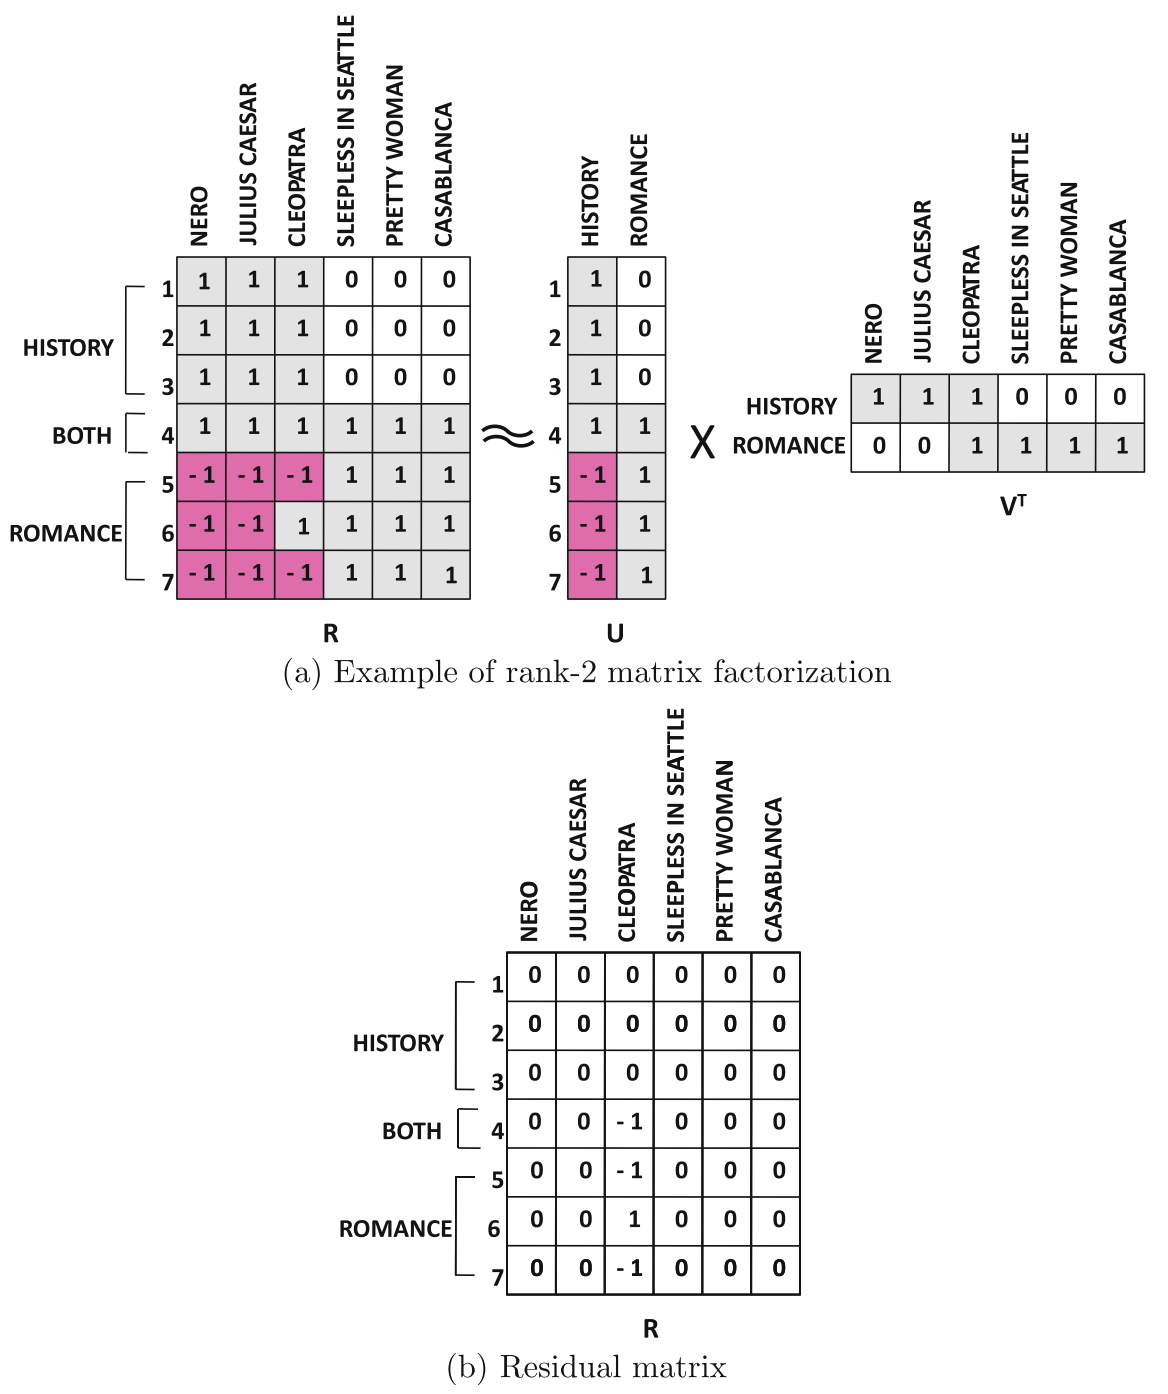 NERO JULIUS CAESAR CLEOPATRA SLEEPLESS IN SEATTLE PRETTY WOMAN CASABLANCA
1 1 1 1 0 0 0
2 1 1 1 0 0 0
3 1 1 1 0 0 0
4 1 1 1 1 1 1
5 - 1 - 1 - 1 1 1 1
6 - 1 - 1 1 1 1 1
7 - 1 - 1 - 1 1 1 1
HISTORY
BOTH
ROMANCE
R
≈
HISTORY ROMANCE
1 1 0
2 1 0
3 1 0
4 1 1
5 - 1 1
6 - 1 1
7 - 1 1
U
X
NERO JULIUS CAESAR CLEOPATRA SLEEPLESS IN SEATTLE PRETTY WOMAN CASABLANCA
HISTORY 1 1 1 0 0 0
ROMANCE 0 0 1 1 1 1
Vᵀ
(a) Example of rank-2 matrix factorization
NERO JULIUS CAESAR CLEOPATRA SLEEPLESS IN SEATTLE PRETTY WOMAN CASABLANCA
1 0 0 0 0 0 0
2 0 0 0 0 0 0
3 0 0 0 0 0 0
4 0 0 - 1 0 0 0
5 0 0 - 1 0 0 0
6 0 0 1 0 0 0
7 0 0 - 1 0 0 0
HISTORY
BOTH
ROMANCE
R
(b) Residual matrix